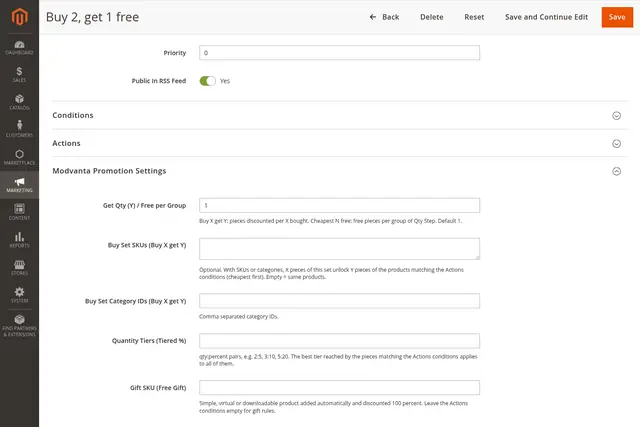 Buy 2, get 1 free
Back
Delete
Reset
Save and Continue Edit
Save
DASHBOARD
SALES
CATALOG
CUSTOMERS
MARKETPLACE
MARKETING
CONTENT
REPORTS
STORES
SYSTEM
FIND PARTNERS
& EXTENSIONS
Priority
0
Public In RSS Feed
Yes
Conditions
Actions
Modvanta Promotion Settings
Get Qty (Y) / Free per Group
1
Buy X get Y: pieces discounted per X bought. Cheapest N free: free pieces per group of Qty Step. Default 1.
Buy Set SKUs (Buy X get Y)
Optional. With SKUs or categories, X pieces of this set unlock Y pieces of the products matching the Actions
conditions (cheapest first). Empty = same products.
Buy Set Category IDs (Buy X get Y)
Comma separated category IDs.
Quantity Tiers (Tiered %)
qty:percent pairs, e.g. 2:5, 3:10, 5:20. The best tier reached by the pieces matching the Actions conditions applies
to all of them.
Gift SKU (Free Gift)
Simple, virtual or downloadable product added automatically and discounted 100 percent. Leave the Actions
conditions empty for gift rules.